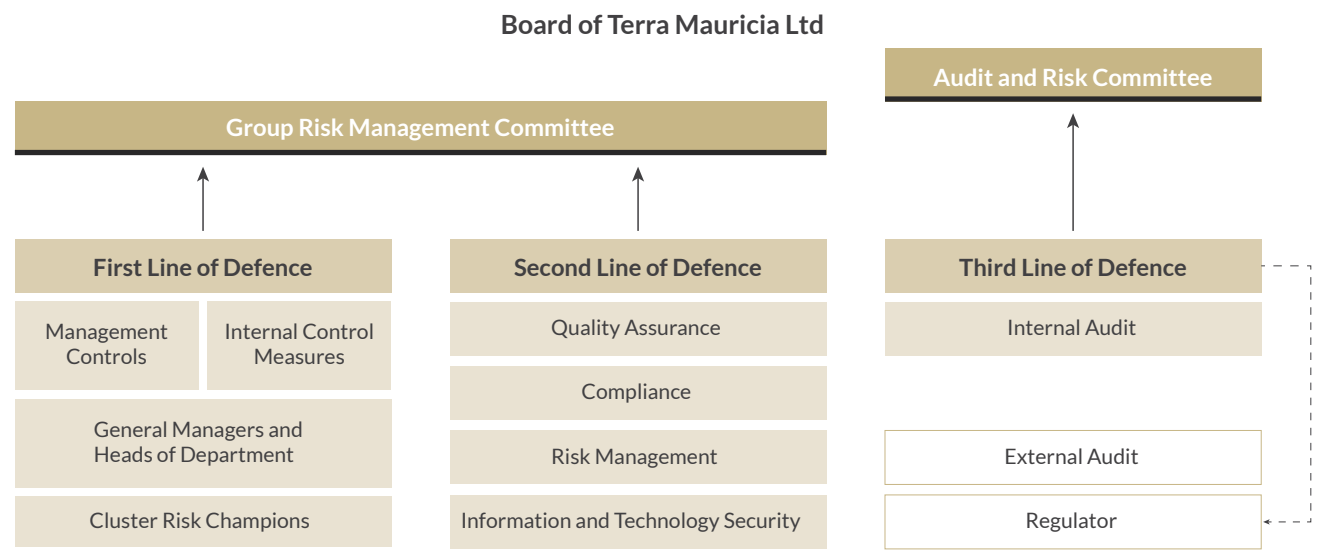 Board of Terra Mauricia Ltd
Audit and Risk Committee
Group Risk Management Committee
First Line of Defence
Management
Controls
Internal Control
Measures
General Managers and
Heads of Department
Cluster Risk Champions
Second Line of Defence
Quality Assurance
Compliance
Risk Management
Information and Technology Security
Third Line of Defence
Internal Audit
External Audit
Regulator